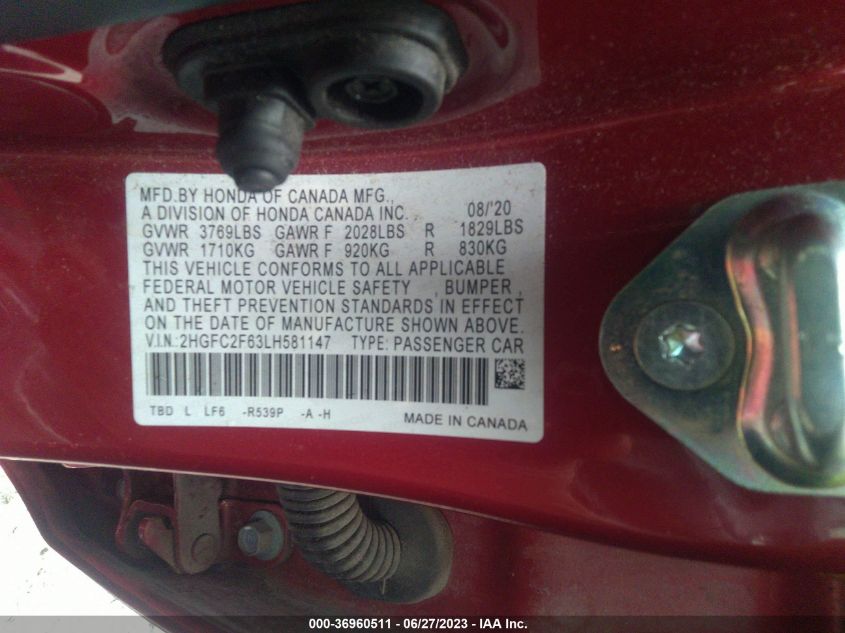 MFD.BY HONDA OF CANADA MFG.,
A DIVISION OF HONDA CANADA INC. 08/'20
GVWR 3769LBS GAWR F 2028LBS R 1829LBS
GVWR 1710KG GAWR F 920KG R 830KG
THIS VEHICLE CONFORMS TO ALL APPLICABLE
FEDERAL MOTOR VEHICLE SAFETY , BUMPER ,
AND THEFT PREVENTION STANDARDS IN EFFECT
ON THE DATE OF MANUFACTURE SHOWN ABOVE.
V.I.N.:2HGFC2F63LH581147 TYPE: PASSENGER CAR
TBD L LF6 -R539P -A -H
MADE IN CANADA
000-36960511 - 06/27/2023 - IAA Inc.